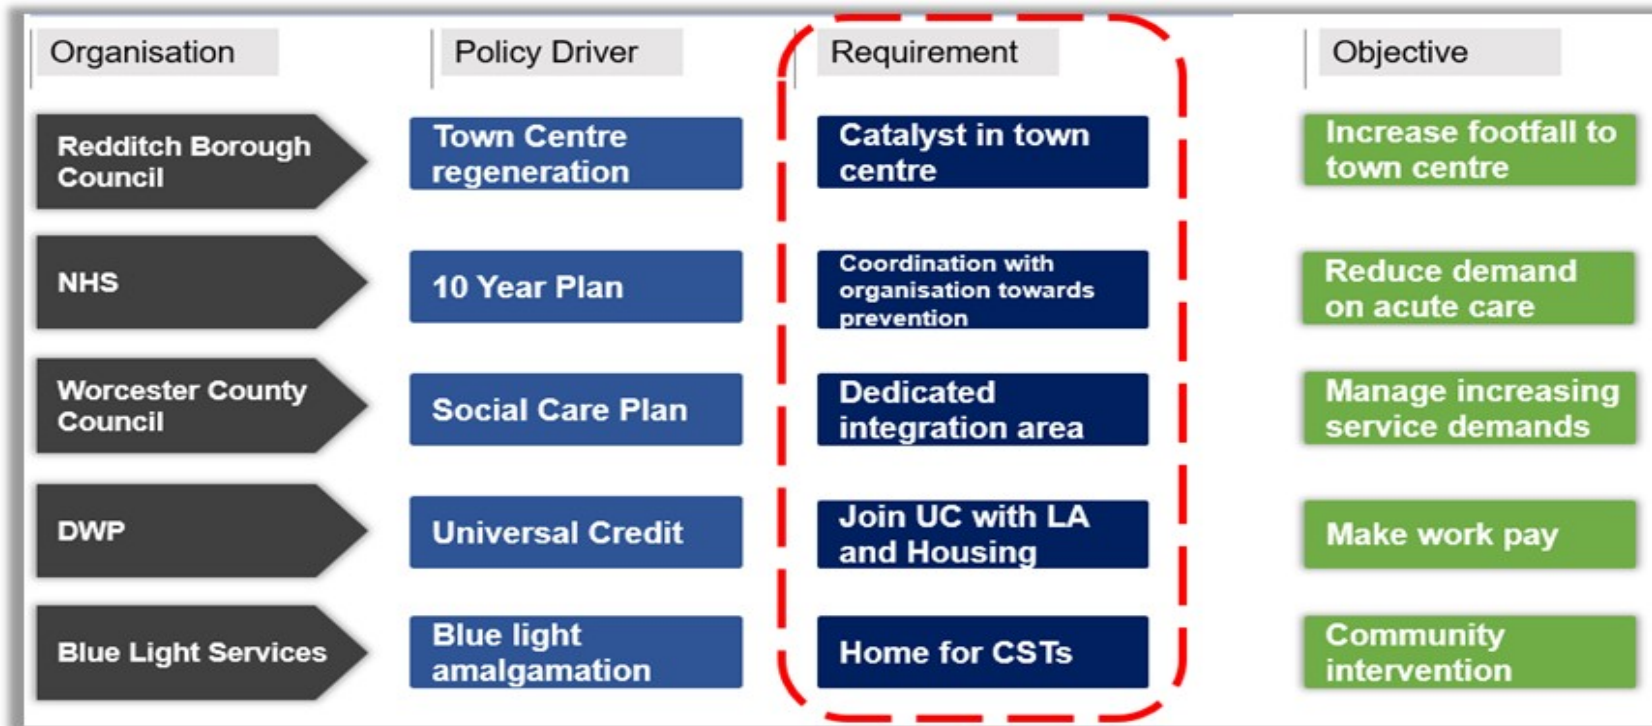 Organisation
Policy Driver
Requirement
Objective
Redditch Borough
Council
Town Centre
regeneration
Catalyst in town
centre
Increase footfall to
town centre
NHS
10 Year Plan
Coordination with
organisation towards
prevention
Reduce demand
on acute care
Worcester County
Council
Social Care Plan
Dedicated
integration area
Manage increasing
service demands
DWP
Universal Credit
Join UC with LA
and Housing
Make work pay
Blue Light Services
Blue light
amalgamation
Home for CSTs
Community
intervention